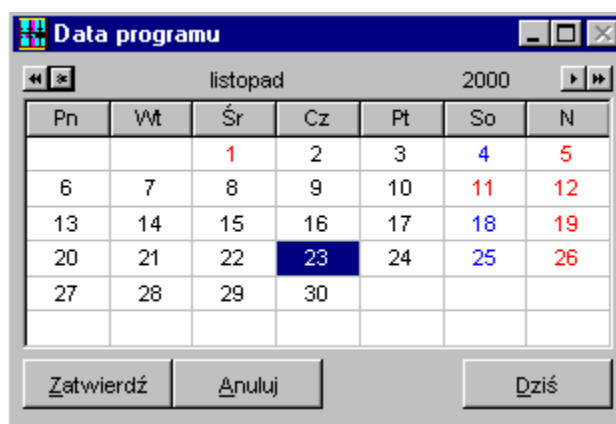 Data programu
listopad 2000
Pn Wt Śr Cz Pt So N
1 2 3 4 5
6 7 8 9 10 11 12
13 14 15 16 17 18 19
20 21 22 23 24 25 26
27 28 29 30
Zatwierdź Anuluj Dziś